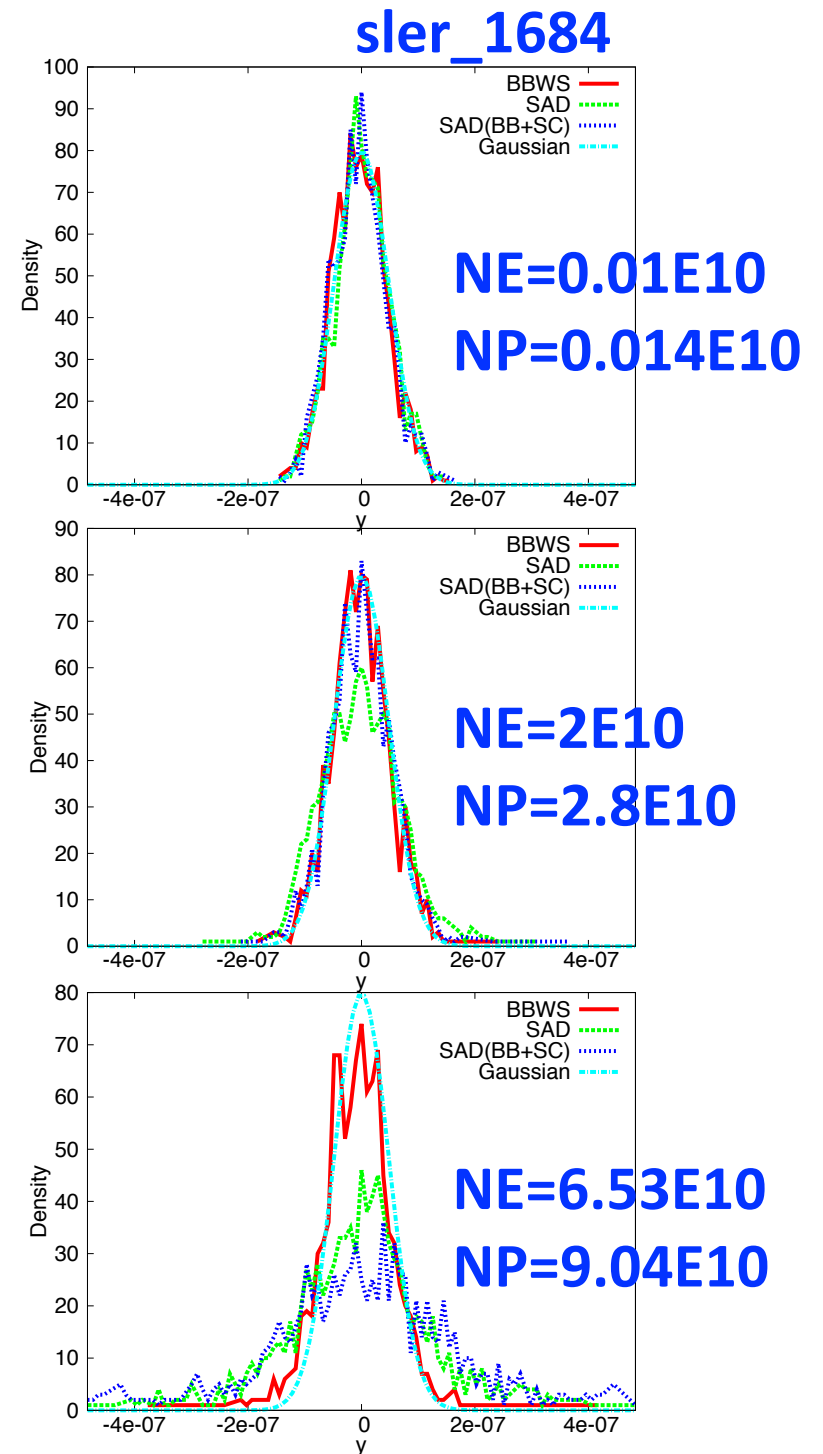 sler_1684
100
90
80
70
60
50
40
30
20
10
0
Density
BBWS
SAD
SAD(BB+SC)
Gaussian
NE=0.01E10
NP=0.014E10
-4e-07 -2e-07 0 2e-07 4e-07
y
90
80
70
60
50
40
30
20
10
0
Density
BBWS
SAD
SAD(BB+SC)
Gaussian
NE=2E10
NP=2.8E10
-4e-07 -2e-07 0 2e-07 4e-07
y
80
70
60
50
40
30
20
10
0
Density
BBWS
SAD
SAD(BB+SC)
Gaussian
NE=6.53E10
NP=9.04E10
-4e-07 -2e-07 0 2e-07 4e-07
y